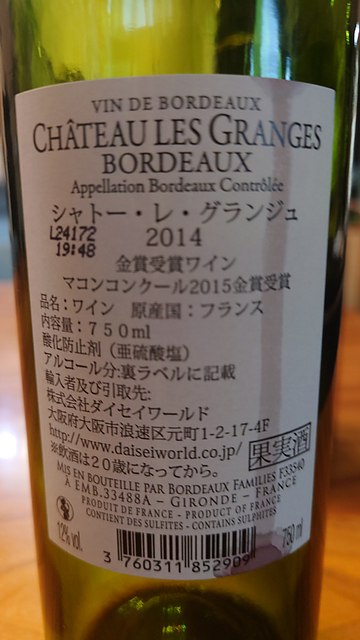 VIN DE BORDEAUX
CHÂTEAU LES GRANGES
BORDEAUX
Appellation Bordeaux Contrôlée
シャトー・レ・グランジュ
L24172
19:48
2014
金賞受賞ワイン
マコンコンクール2015金賞受賞
品名：ワイン 原産国：フランス
内容量：７５０ml
酸化防止剤（亜硫酸塩）
アルコール分:裏ラベルに記載
輸入者及び引取先:
株式会社ダイセイワールド
大阪府大阪市浪速区元町1-2-17-4F
http://www.daiseiworld.co.jp/
果実酒
※飲酒は２０歳になってから。
MIS EN BOUTEILLE PAR BORDEAUX FAMILIES F33540
À EMB.33488A - GIRONDE - FRANCE
PRODUIT DE FRANCE - PRODUCT OF FRANCE
CONTIENT DES SULFITES - CONTAINS SULPHITES
12% vol.
750 ml
3 760311 852909